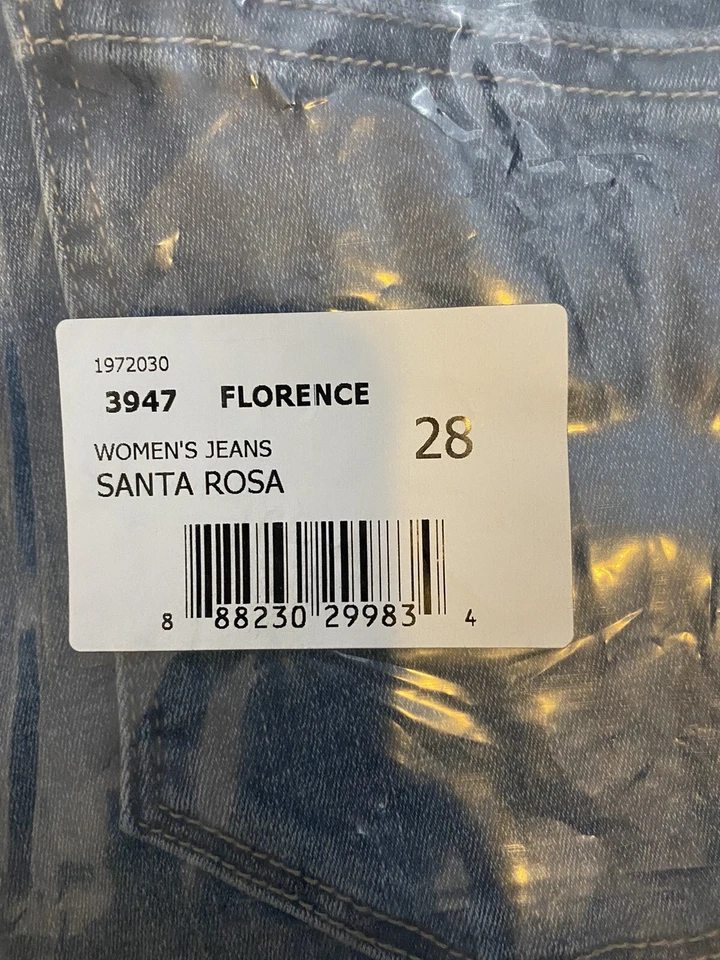 1972030
3947 FLORENCE
WOMEN'S JEANS
28
SANTA ROSA
8 88230 29983 4